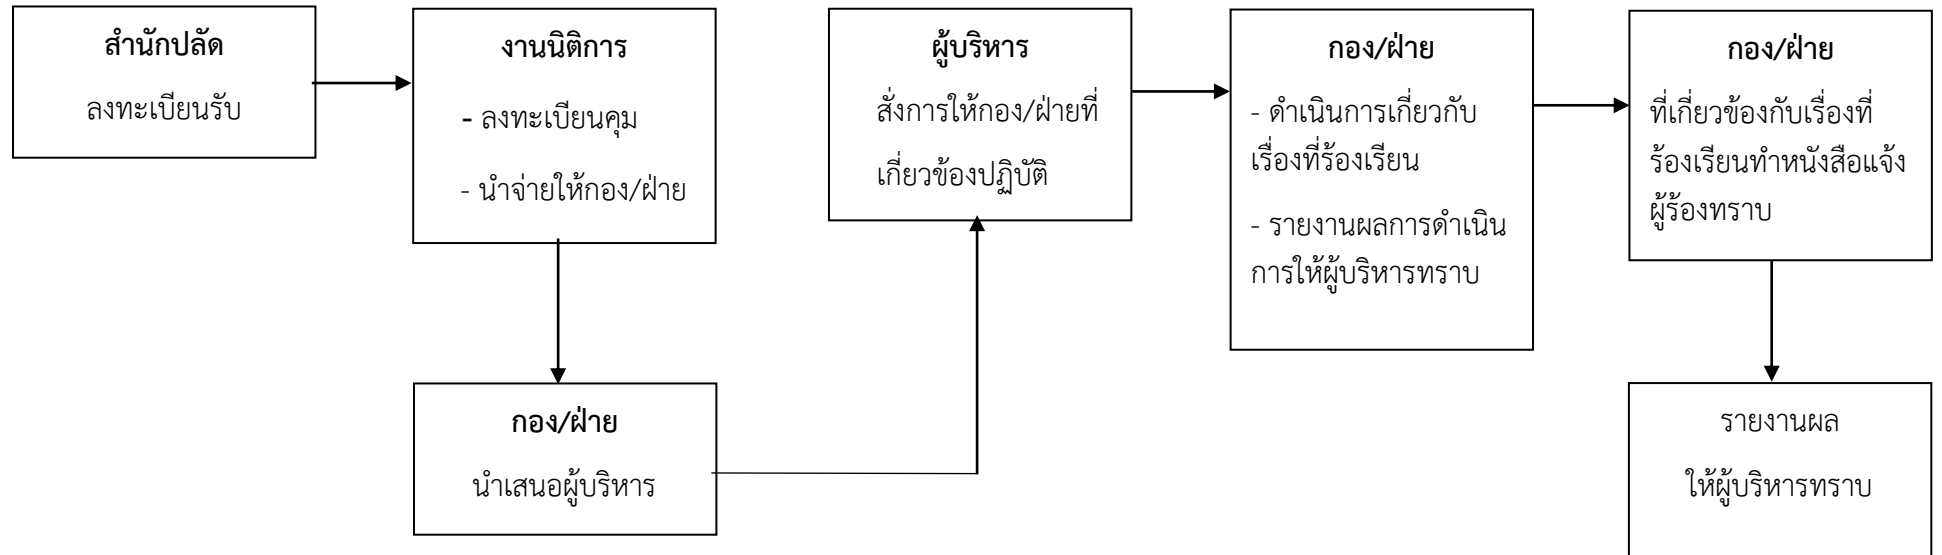 สำนักปลัด
ลงทะเบียนรับ
งานนิติการ
- ลงทะเบียนคุม
- นำจ่ายให้กอง/ฝ่าย
กอง/ฝ่าย
นำเสนอผู้บริหาร
ผู้บริหาร
สั่งการให้กอง/ฝ่ายที่
เกี่ยวข้องปฏิบัติ
กอง/ฝ่าย
- ดำเนินการเกี่ยวกับ
เรื่องที่ร้องเรียน
- รายงานผลการดำเนิน
การให้ผู้บริหารทราบ
กอง/ฝ่าย
ที่เกี่ยวข้องกับเรื่องที่
ร้องเรียนทำหนังสือแจ้ง
ผู้ร้องทราบ
รายงานผล
ให้ผู้บริหารทราบ